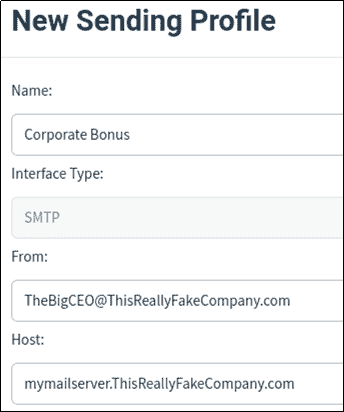 New Sending Profile
Name:
Corporate Bonus
Interface Type:
SMTP
From:
TheBigCEO@ThisReallyFakeCompany.com
Host:
mymailserver.ThisReallyFakeCompany.com